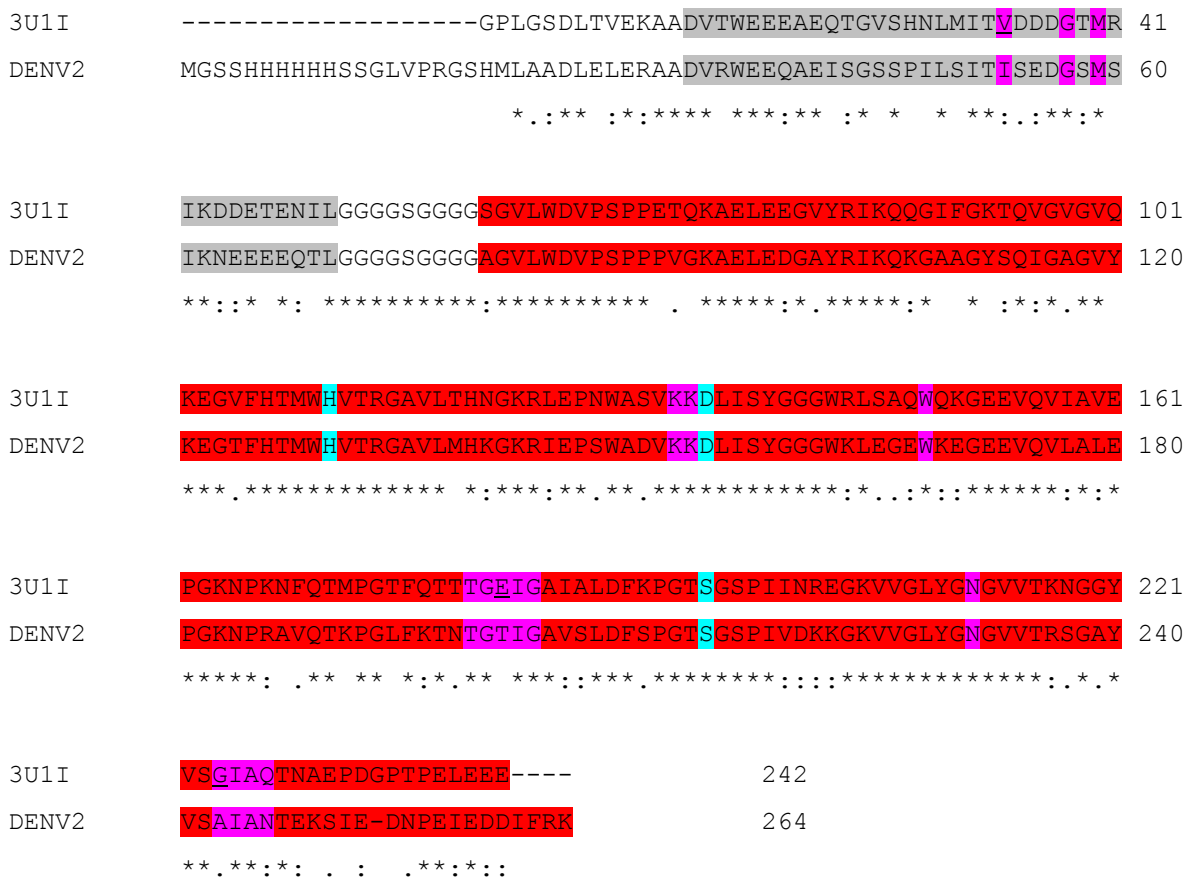 3U1I --------------------GPLGSDLTVEKAADVTWEEEAEQTGVSHNLMITVDDDGTMR 41
DENV2 MGSSHHHHHHSSGLVPRGSHMLAADLELERAADVRWEEQAEISGSSPILSITISEDGSMS 60
*.:** :*:**** ***:** :* * * **:.:**:*
3U1I IKDDETENILGGGGSGGGGSGVLWDVPSPPETQKAELEEGVYRIKQQGIFGKTQVGVGVQ 101
DENV2 IKNEEEEQTLGGGGSGGGGAGVLWDVPSPPPVGKAELEDGAYRIKQKGAAGYSQIGAGVY 120
**::* *: **********:********** . *****:*.*****:* * :*:*.**
3U1I KEGVFHTMWHVTRGAVLTHNGKRLEPNWASVKKDLISYGGGWRLSAQWQKGEEVQVIAVE 161
DENV2 KEGTFHTMWHVTRGAVLMHKGKRIEPSWADVKKDLISYGGGWKLEGEWKEGEEVQVLALE 180
***.************* *:***:**.**.************:*..:*::******:*:*
3U1I PGKNPKNFQTMPGTFQTTTGEIGAIALDFKPGTSGSPIINREGKVVGLYGNGVVTKNGGY 221
DENV2 PGKNPRAVQTKPGLFKTNTGTIGAVSLDFSPGTSGSPIVDKKGKVVGLYGNGVVTRSGAY 240
*****: .** ** *:*.** ***::***.********::::*************:.*.*
3U1I VSGIAQTNAEPDGPTPELEEE---- 242
DENV2 VSAIANTEKSIE-DNPEIEDDIFRK 264
**.**:*: . : .**:*::